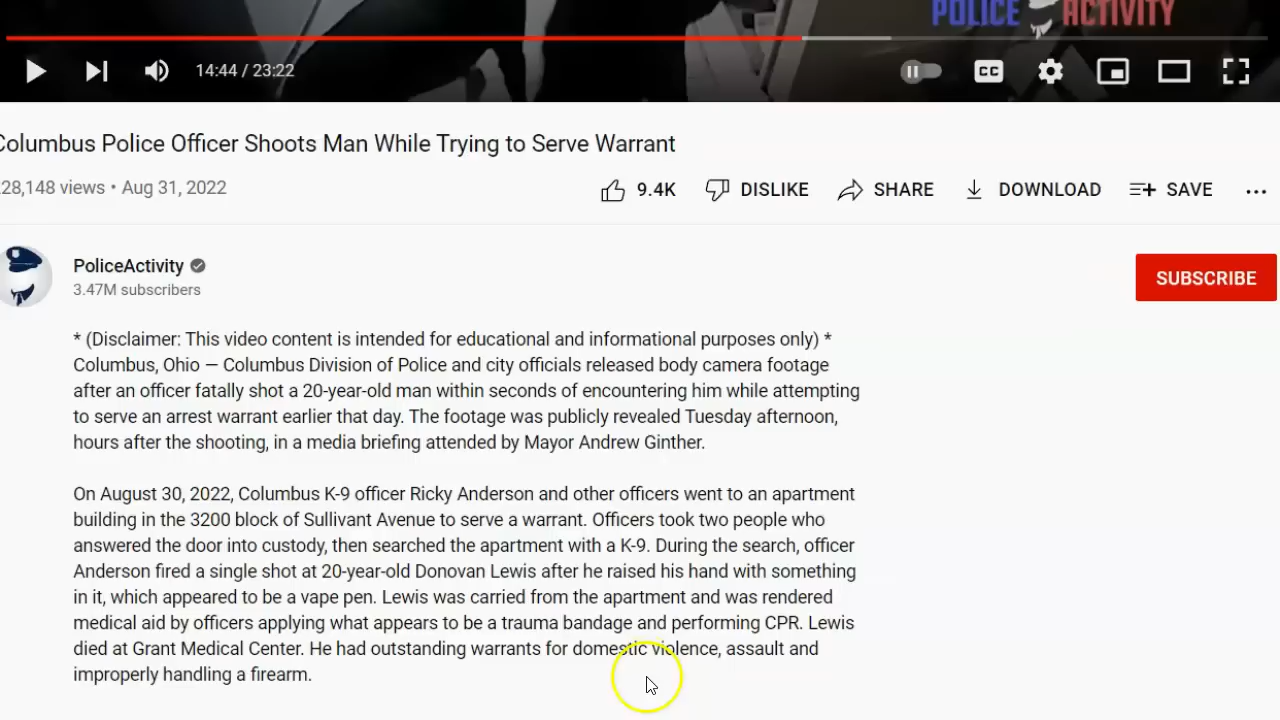 POLICE ACTIVITY
14:44 / 23:22
CC
Columbus Police Officer Shoots Man While Trying to Serve Warrant
28,148 views • Aug 31, 2022
9.4K DISLIKE SHARE DOWNLOAD SAVE ...
PoliceActivity
3.47M subscribers
SUBSCRIBE
* (Disclaimer: This video content is intended for educational and informational purposes only) *
Columbus, Ohio — Columbus Division of Police and city officials released body camera footage
after an officer fatally shot a 20-year-old man within seconds of encountering him while attempting
to serve an arrest warrant earlier that day. The footage was publicly revealed Tuesday afternoon,
hours after the shooting, in a media briefing attended by Mayor Andrew Ginther.
On August 30, 2022, Columbus K-9 officer Ricky Anderson and other officers went to an apartment
building in the 3200 block of Sullivant Avenue to serve a warrant. Officers took two people who
answered the door into custody, then searched the apartment with a K-9. During the search, officer
Anderson fired a single shot at 20-year-old Donovan Lewis after he raised his hand with something
in it, which appeared to be a vape pen. Lewis was carried from the apartment and was rendered
medical aid by officers applying what appears to be a trauma bandage and performing CPR. Lewis
died at Grant Medical Center. He had outstanding warrants for domestic violence, assault and
improperly handling a firearm.